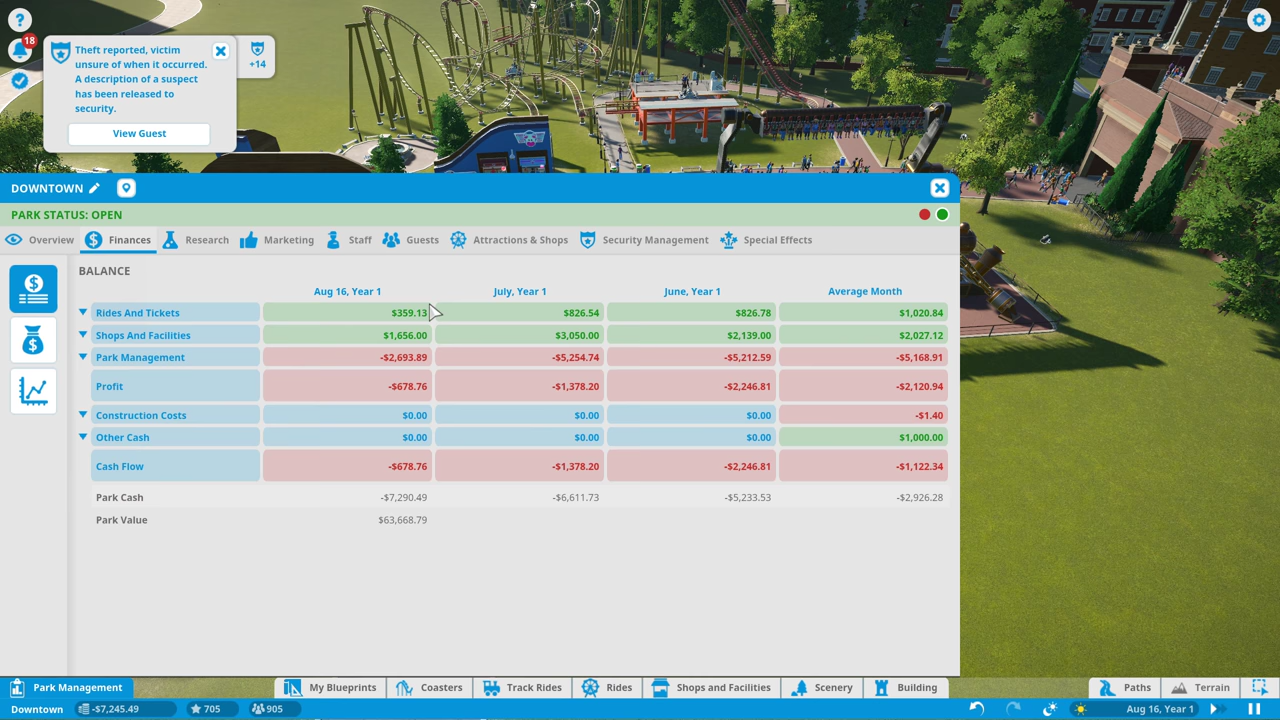 ?
18
Theft reported, victim
unsure of when it occurred.
A description of a suspect
has been released to
security.
View Guest
+14
DOWNTOWN
PARK STATUS: OPEN
Overview Finances Research Marketing Staff Guests Attractions & Shops Security Management Special Effects
BALANCE
Aug 16, Year 1 July, Year 1 June, Year 1 Average Month
Rides And Tickets $359.13 $826.54 $826.78 $1,020.84
Shops And Facilities $1,656.00 $3,050.00 $2,139.00 $2,027.12
Park Management -$2,693.89 -$5,254.74 -$5,212.59 -$5,168.91
Profit -$678.76 -$1,378.20 -$2,246.81 -$2,120.94
Construction Costs $0.00 $0.00 $0.00 -$1.40
Other Cash $0.00 $0.00 $0.00 $1,000.00
Cash Flow -$678.76 -$1,378.20 -$2,246.81 -$1,122.34
Park Cash -$7,290.49 -$6,611.73 -$5,233.53 -$2,926.28
Park Value $63,668.79
Park Management My Blueprints Coasters Track Rides Rides Shops and Facilities Scenery Building Paths Terrain
Downtown -$7,245.49 705 905 Aug 16, Year 1